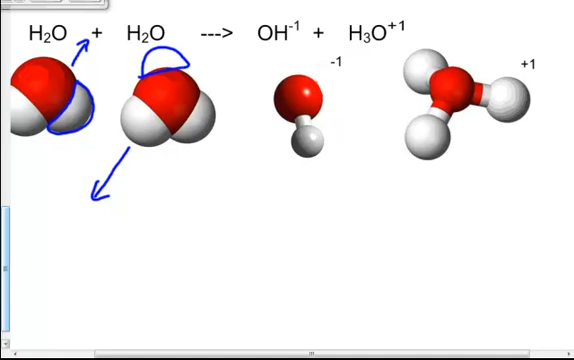 H₂O + H₂O ---> OH⁻¹ + H₃O⁺¹
-1 +1